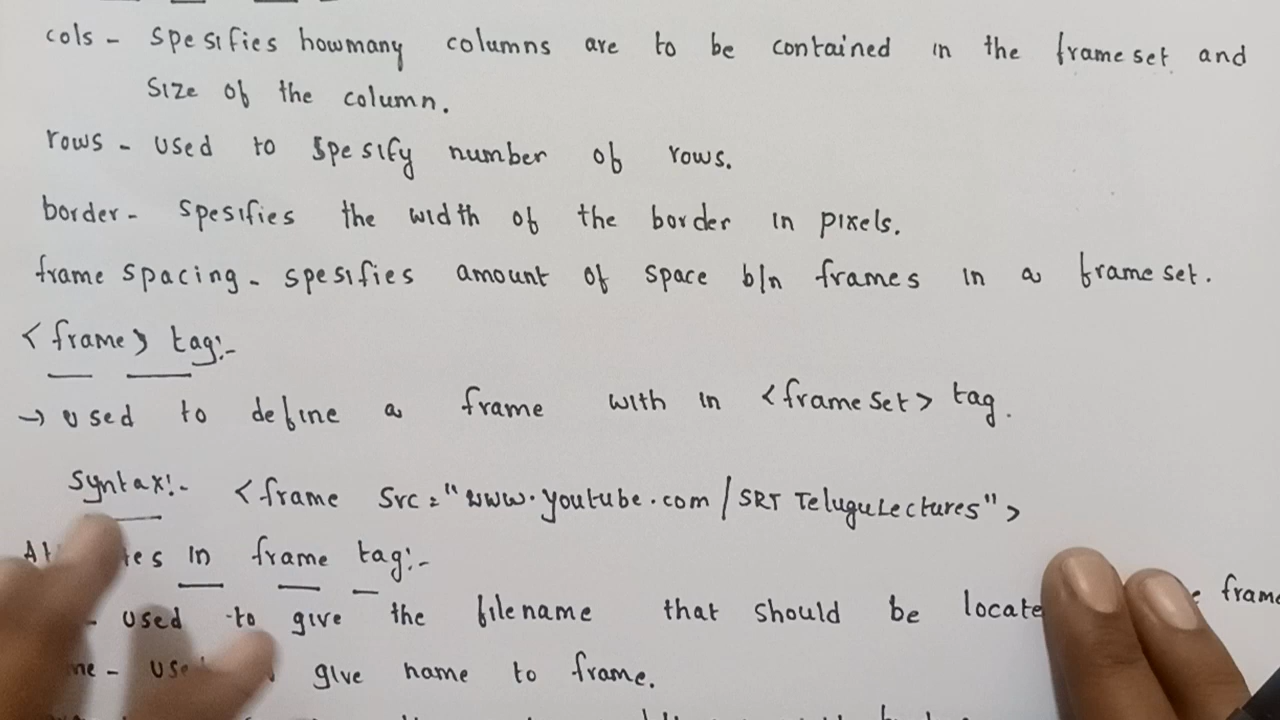 cols - spesifies howmany columns are to be contained in the frameset and
size of the column.
rows - used to spesify number of rows.
border - spesifies the width of the border in pixels.
frame spacing - spesifies amount of space b/n frames in a frameset.
<frame> tag:-
→ used to define a frame with in <frameset> tag.
syntax:- <frame src="www.youtube.com/SRT TeluguLectures">
in frame tag:-
- used to give the filename that should be frame
- give name to frame.